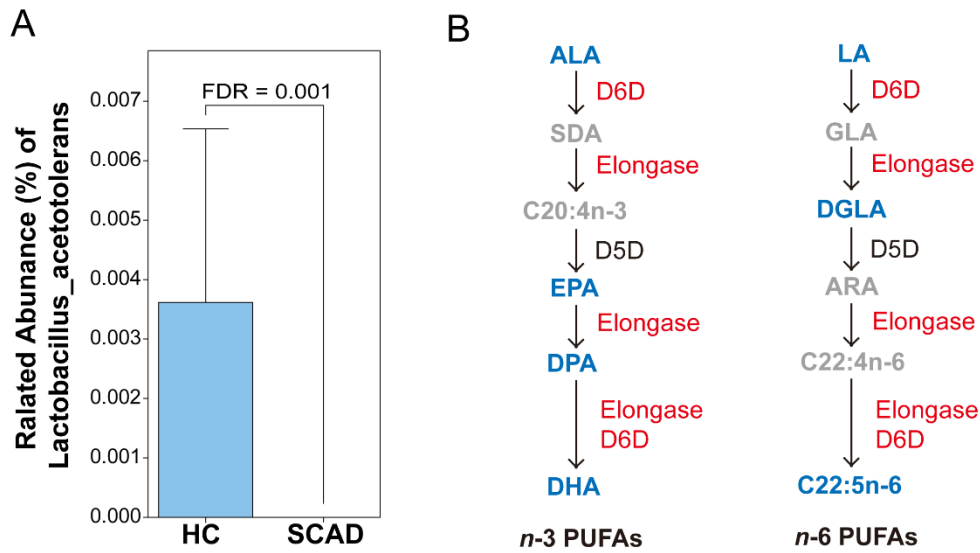 A
Ralated Abunance (%) of
Lactobacillus_acetotolerans
FDR = 0.001
0.007
0.006
0.005
0.004
0.003
0.002
0.001
0.000
HC SCAD
B
ALA
D6D
SDA
Elongase
C20:4n-3
D5D
EPA
Elongase
DPA
Elongase
D6D
DHA
n-3 PUFAs
LA
D6D
GLA
Elongase
DGLA
D5D
ARA
Elongase
C22:4n-6
Elongase
D6D
C22:5n-6
n-6 PUFAs